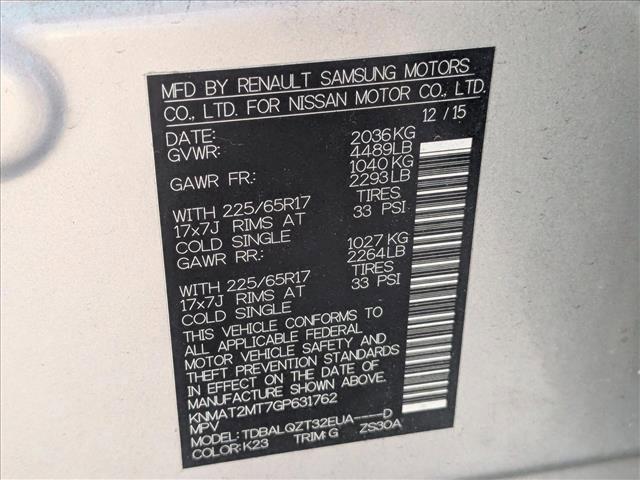 MFD BY RENAULT SAMSUNG MOTORS
CO., LTD. FOR NISSAN MOTOR CO., LTD.
DATE: 12 / 15
GVWR: 2036KG
4489LB
GAWR FR: 1040KG
2293LB
WITH 225/65R17 TIRES
17x7J RIMS AT 33 PSI
COLD SINGLE
GAWR RR: 1027 KG
2264LB
WITH 225/65R17 TIRES
17x7J RIMS AT 33 PSI
COLD SINGLE
THIS VEHICLE CONFORMS TO
ALL APPLICABLE FEDERAL
MOTOR VEHICLE SAFETY AND
THEFT PREVENTION STANDARDS
IN EFFECT ON THE DATE OF
MANUFACTURE SHOWN ABOVE.
KNMAT2MT7GP631762
MPV
MODEL: TDBALQZT32EUA----D
COLOR: K23 TRIM: G ZS30A